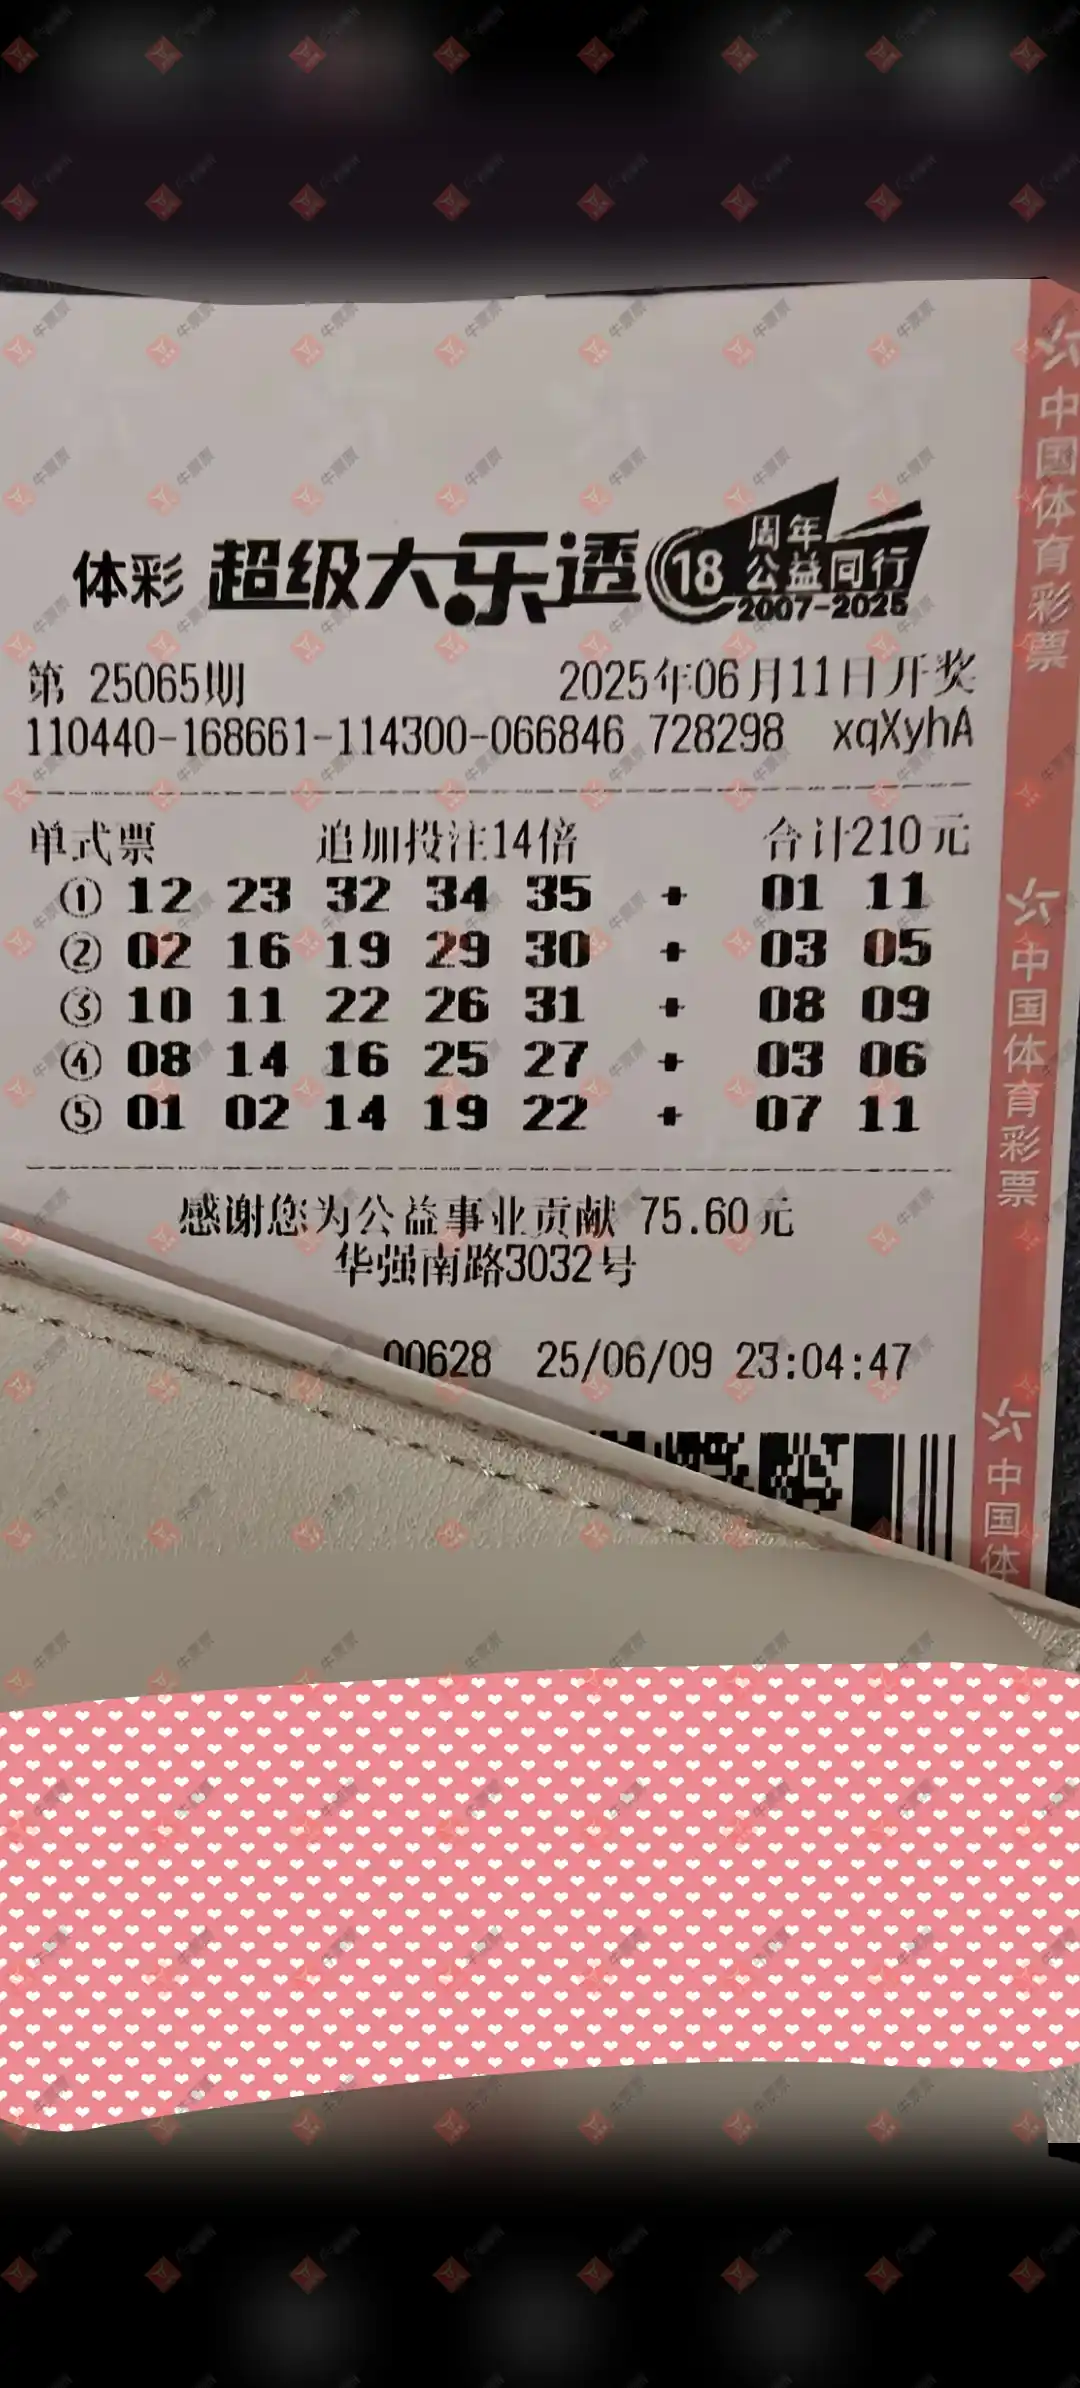 体彩 超级大乐透 18 周年 公益同行 2007-2025
第 25065期 2025年06月11日开奖
110440-168661-114300-066846 728298 xqXyhA
单式票 追加投注14倍 合计210元
① 12 23 32 34 35 + 01 11
② 02 16 19 29 30 + 03 05
③ 10 11 22 26 31 + 08 09
④ 08 14 16 25 27 + 03 06
⑤ 01 02 14 19 22 + 07 11
感谢您为公益事业贡献 75.60元
华强南路3032号
00628 25/06/09 23:04:47
中国体育彩票
中国体育彩票
中国体
牛票票